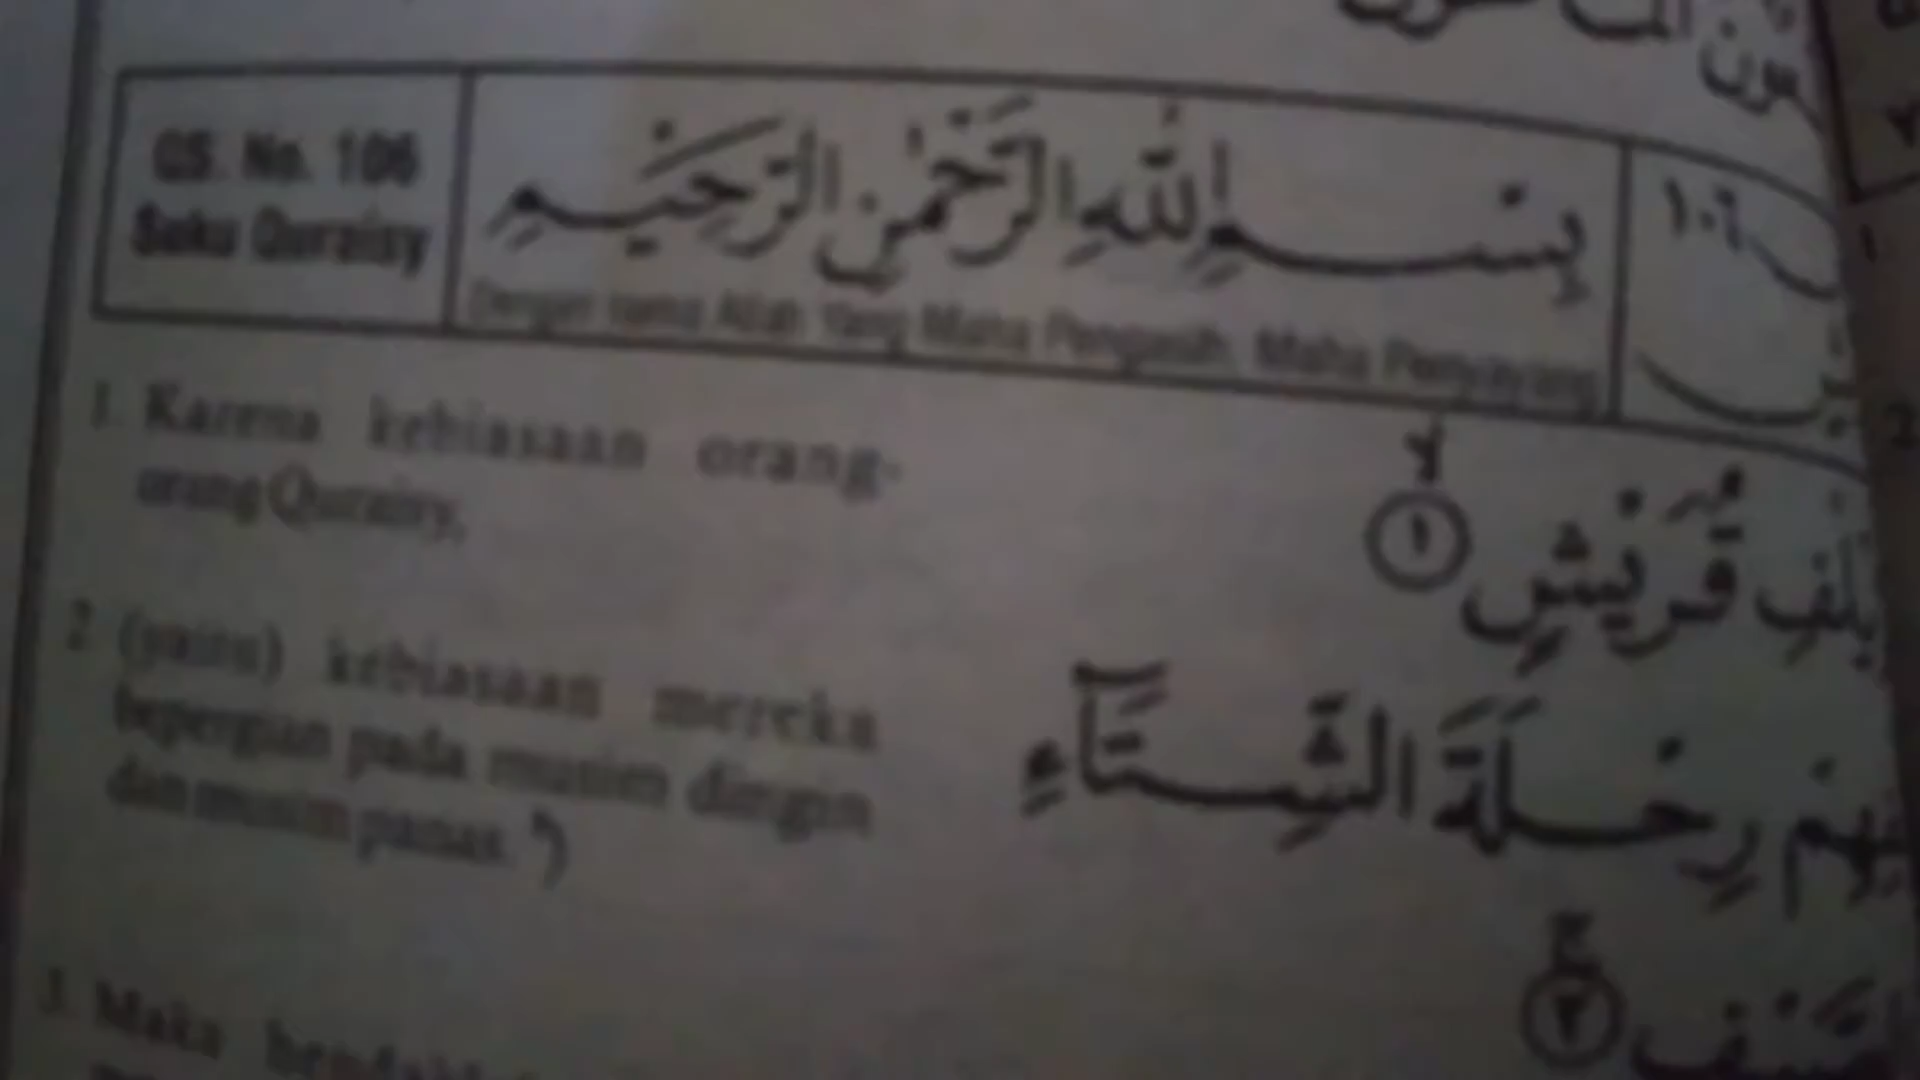 QS. No. 106
Suku Quraisy
بِسْمِ اللّٰهِ الرَّحْمٰنِ الرَّحِيْمِ
١٠٦
Dengan nama Allah Yang Maha Pengasih, Maha Penyayang
1. Karena kebiasaan orang-
orang Quraisy,
قُرَيْشٍ ۙ ١
2. (yaitu) kebiasaan mereka
bepergian pada musim dingin
dan musim panas. *)
رِحْلَةَ الشِّتَاۤءِ
٢ ۚ
3. Maka